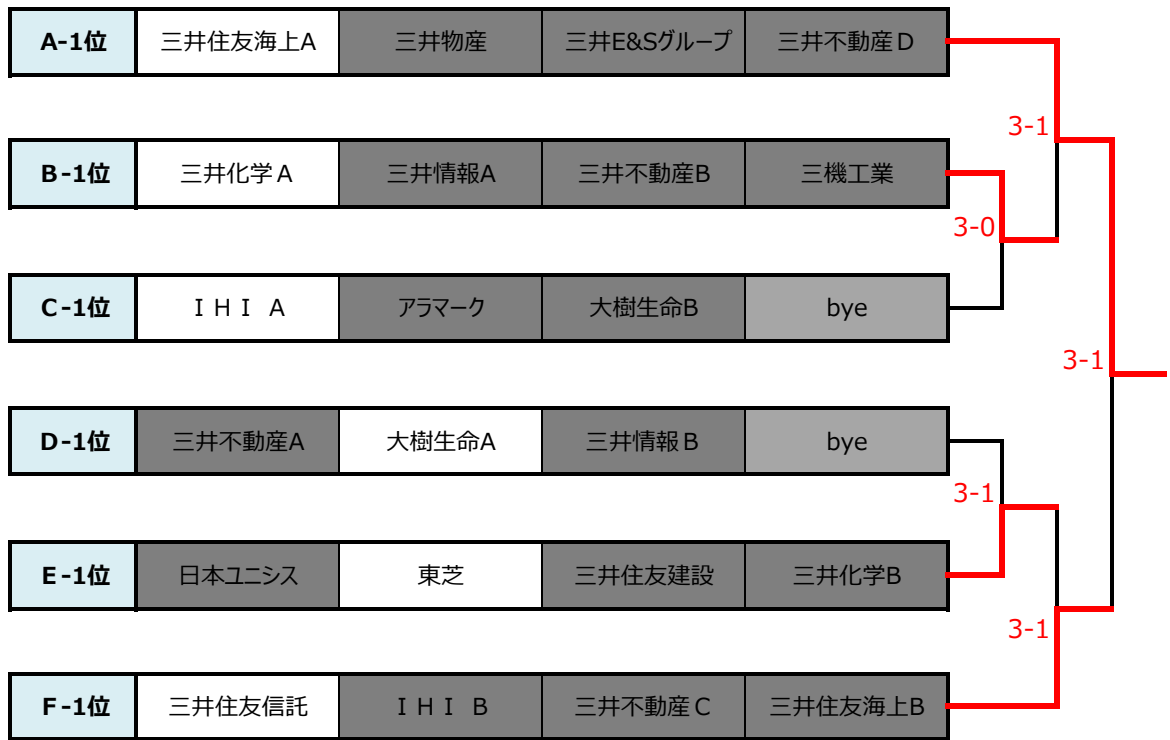 A-1位 三井住友海上A 三井物産 三井E&Sグループ 三井不動産Ｄ
3-1
B-1位 三井化学Ａ 三井情報A 三井不動産B 三機工業
3-0
C-1位 ＩＨＩ Ａ アラマーク 大樹生命B bye
3-1
D-1位 三井不動産A 大樹生命A 三井情報Ｂ bye
3-1
E-1位 日本ユニシス 東芝 三井住友建設 三井化学B
3-1
F-1位 三井住友信託 ＩＨＩ Ｂ 三井不動産Ｃ 三井住友海上B